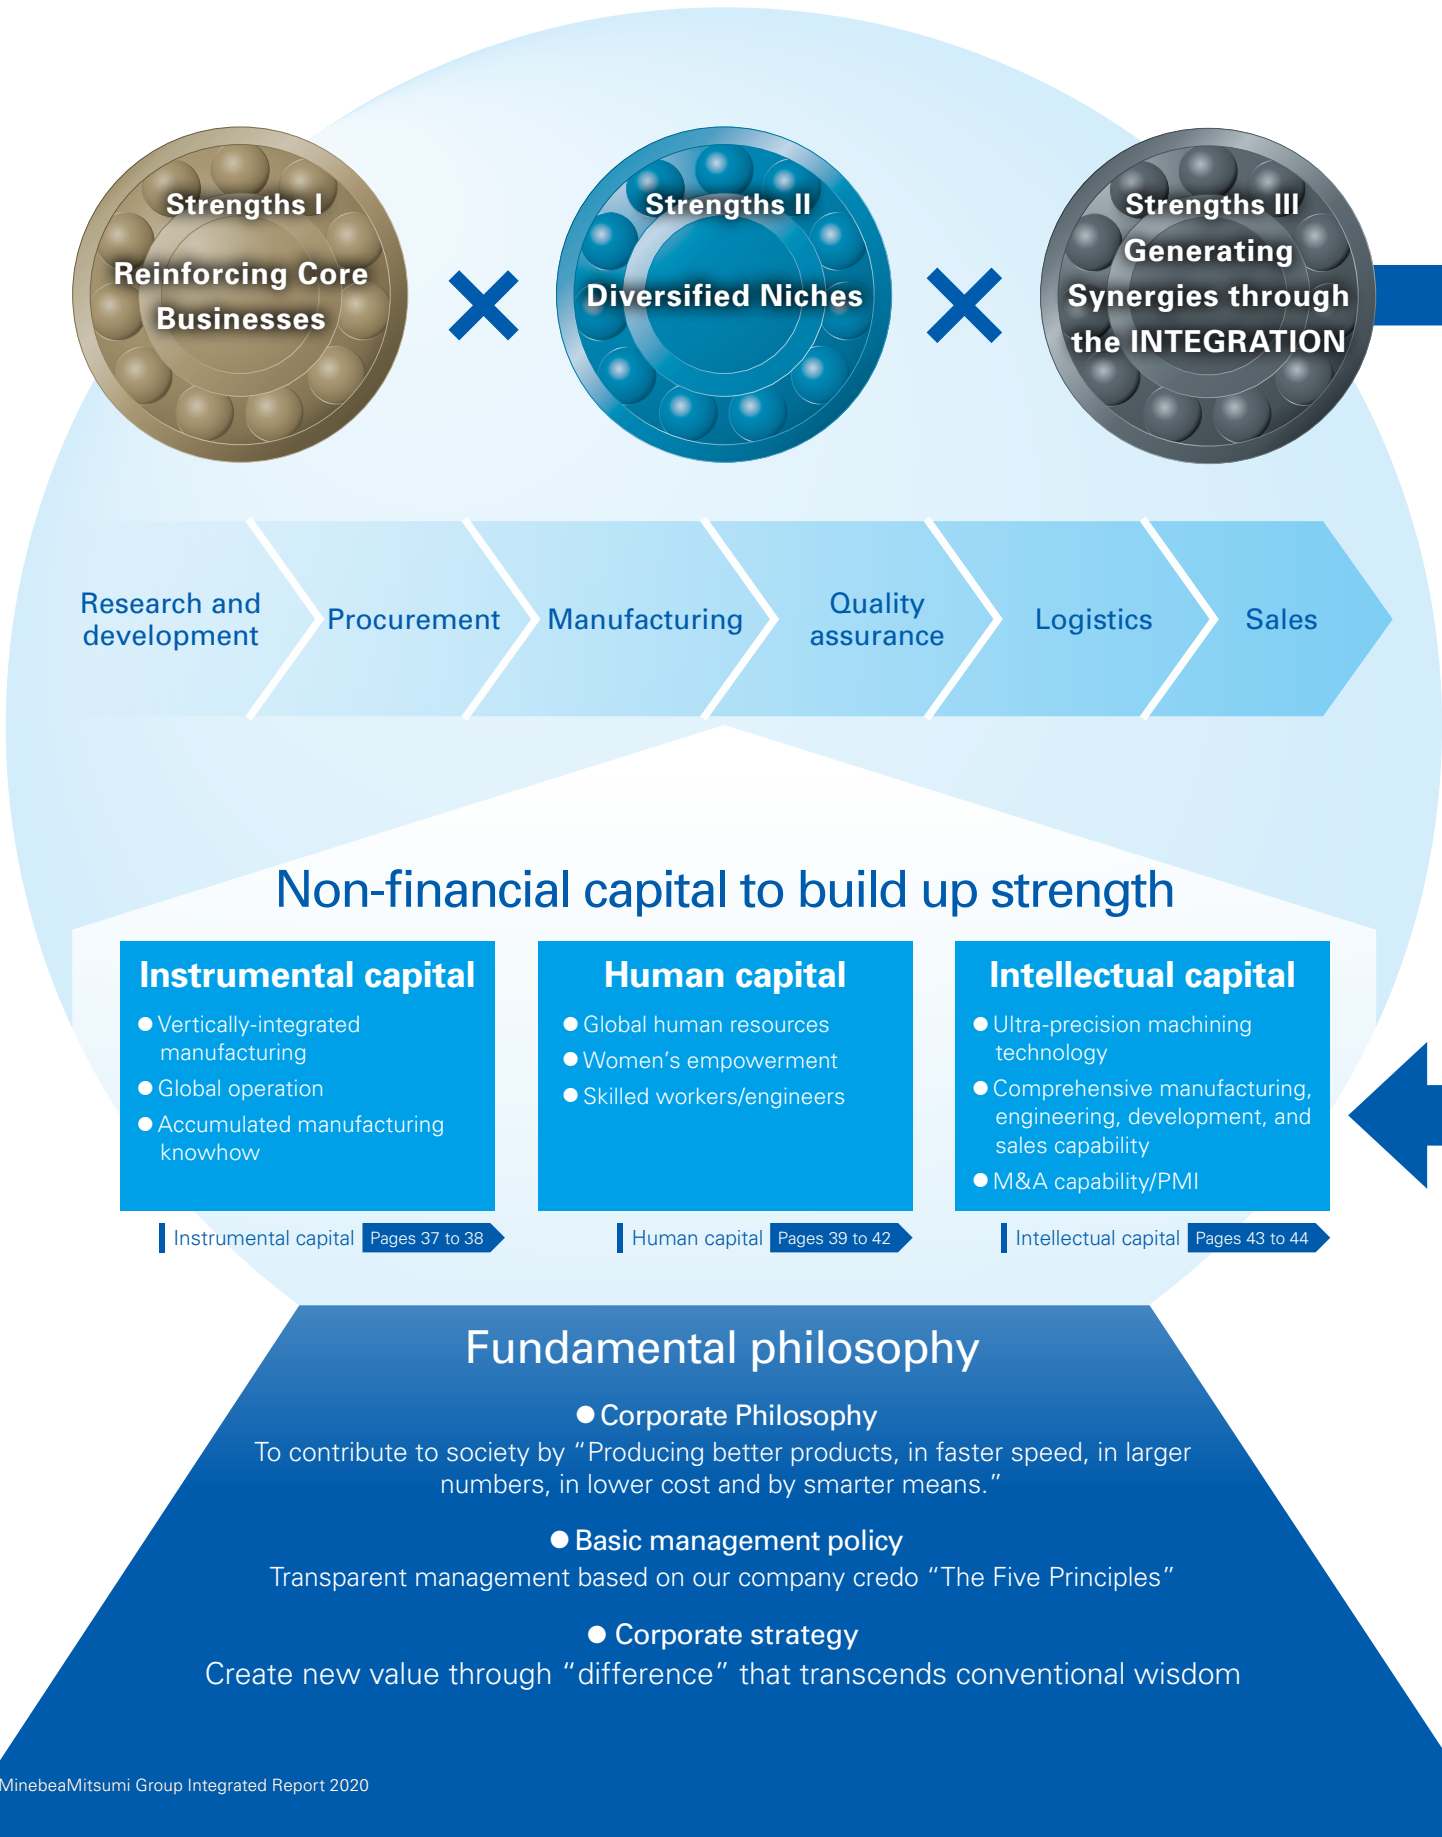 Strengths I
Reinforcing Core
Businesses
Strengths II
Diversified Niches
Strengths III
Generating
Synergies through
the INTEGRATION
Research and
development
Procurement
Manufacturing
Quality
assurance
Logistics
Sales
Non-financial capital to build up strength
Instrumental capital
● Vertically-integrated
manufacturing
● Global operation
● Accumulated manufacturing
knowhow
Human capital
● Global human resources
● Women’s empowerment
● Skilled workers/engineers
Intellectual capital
● Ultra-precision machining
technology
● Comprehensive manufacturing,
engineering, development, and
sales capability
● M&A capability/PMI
Instrumental capital Pages 37 to 38
Human capital Pages 39 to 42
Intellectual capital Pages 43 to 44
Fundamental philosophy
● Corporate Philosophy
To contribute to society by “Producing better products, in faster speed, in larger
numbers, in lower cost and by smarter means.”
● Basic management policy
Transparent management based on our company credo “The Five Principles”
● Corporate strategy
Create new value through “difference” that transcends conventional wisdom
MinebeaMitsumi Group Integrated Report 2020